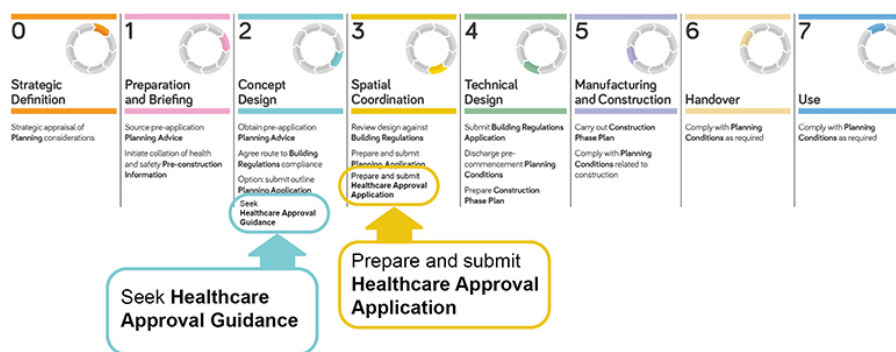 0
Strategic
Definition
Strategic appraisal of
Planning considerations
1
Preparation
and Briefing
Source pre-application
Planning Advice
Initiate collation of health
and safety Pre-construction
Information
2
Concept
Design
Obtain pre-application
Planning Advice
Agree route to Building
Regulations compliance
Option: submit outline
Planning Application
Seek
Healthcare Approval
Guidance
3
Spatial
Coordination
Review design against
Building Regulations
Prepare and submit
Planning Application
Prepare and submit
Healthcare Approval
Application
4
Technical
Design
Submit Building Regulations
Application
Discharge pre-
commencement Planning
Conditions
Prepare Construction
Phase Plan
5
Manufacturing
and Construction
Carry out Construction
Phase Plan
Comply with Planning
Conditions related to
construction
6
Handover
Comply with Planning
Conditions as required
7
Use
Comply with Planning
Conditions as required
Seek Healthcare
Approval Guidance
Prepare and submit
Healthcare Approval
Application